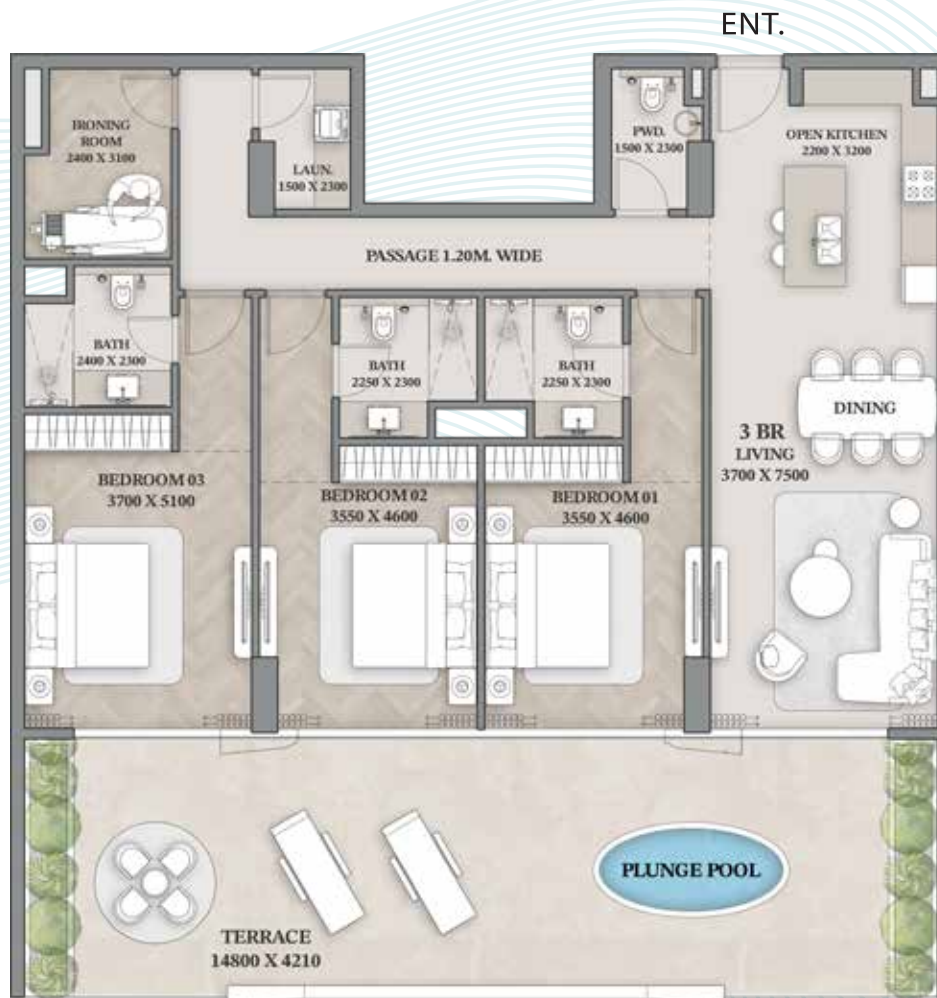 ENT.
IRONING
ROOM
2400 X 3100
LAUN.
1500 X 2300
PWD.
1500 X 2300
OPEN KITCHEN
2200 X 3200
PASSAGE 1.20M. WIDE
BATH
2400 X 2300
BATH
2250 X 2300
BATH
2250 X 2300
DINING
3 BR
LIVING
3700 X 7500
BEDROOM 03
3700 X 5100
BEDROOM 02
3550 X 4600
BEDROOM 01
3550 X 4600
PLUNGE POOL
TERRACE
14800 X 4210